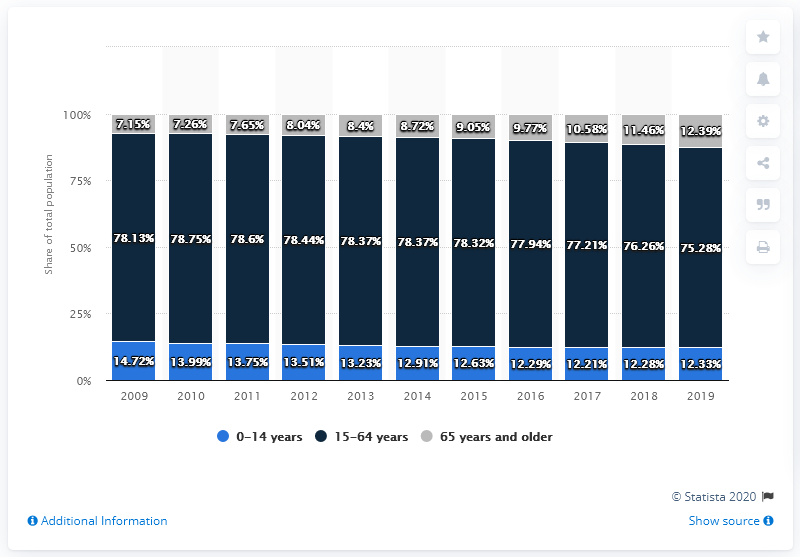 Share of total population
100%
75%
50%
25%
0%
7.15% 7.26% 7.65% 8.04% 8.4% 8.72% 9.05% 9.77% 10.58% 11.46% 12.39%
78.13% 78.75% 78.6% 78.44% 78.37% 78.37% 78.32% 77.94% 77.21% 76.26% 75.28%
14.72% 13.99% 13.75% 13.51% 13.23% 12.91% 12.63% 12.29% 12.21% 12.28% 12.33%
2009 2010 2011 2012 2013 2014 2015 2016 2017 2018 2019
0-14 years 15-64 years 65 years and older
© Statista 2020
Additional Information Show source